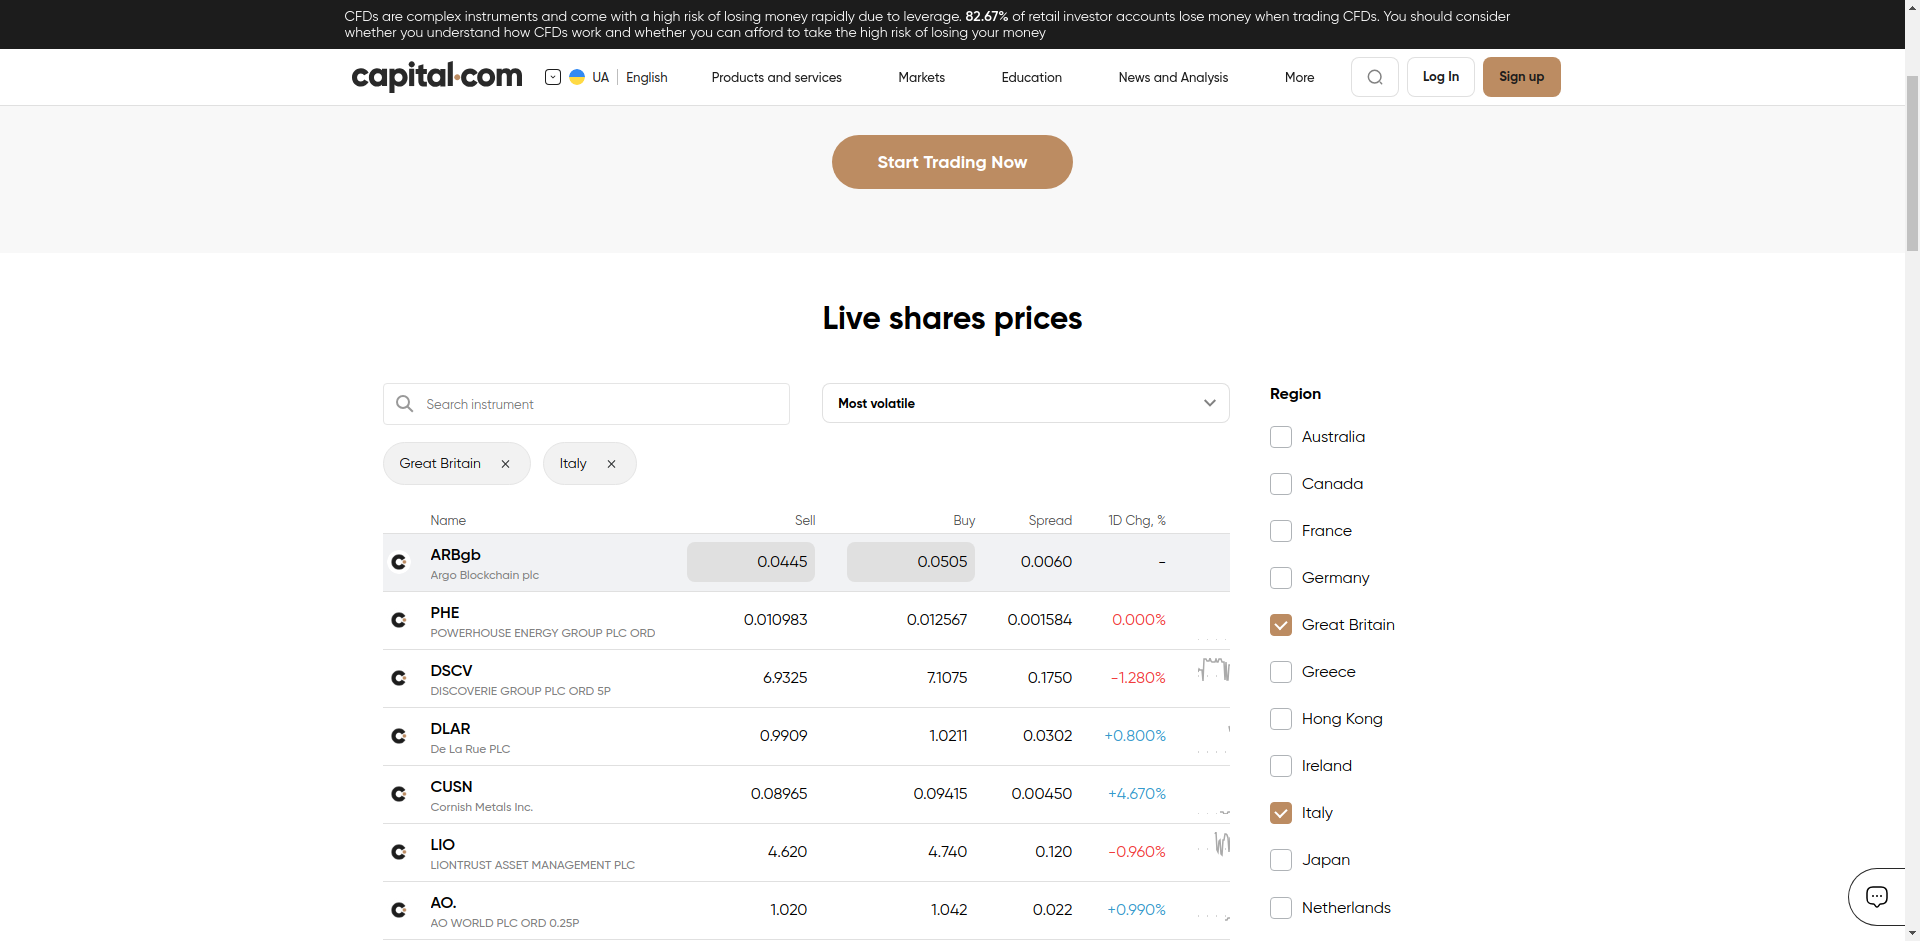 CFDs are complex instruments and come with a high risk of losing money rapidly due to leverage. 82.67% of retail investor accounts lose money when trading CFDs. You should consider
whether you understand how CFDs work and whether you can afford to take the high risk of losing your money
capital.com UA English Products and services Markets Education News and Analysis More Log In Sign up
Start Trading Now
Live shares prices
Search instrument
Most volatile
Great Britain
Italy
Name Sell Buy Spread 1D Chg, %
ARBgb 0.0445 0.0505 0.0060 -
Argo Blockchain plc
PHE 0.010983 0.012567 0.001584 0.000%
POWERHOUSE ENERGY GROUP PLC ORD
DSCV 6.9325 7.1075 0.1750 -1.280%
DISCOVERIE GROUP PLC ORD 5P
DLAR 0.9909 1.0211 0.0302 +0.800%
De La Rue PLC
CUSN 0.08965 0.09415 0.00450 +4.670%
Cornish Metals Inc.
LIO 4.620 4.740 0.120 -0.960%
LIONTRUST ASSET MANAGEMENT PLC
AO. 1.020 1.042 0.022 +0.990%
AO WORLD PLC ORD 0.25P
Region
Australia
Canada
France
Germany
Great Britain
Greece
Hong Kong
Ireland
Italy
Japan
Netherlands